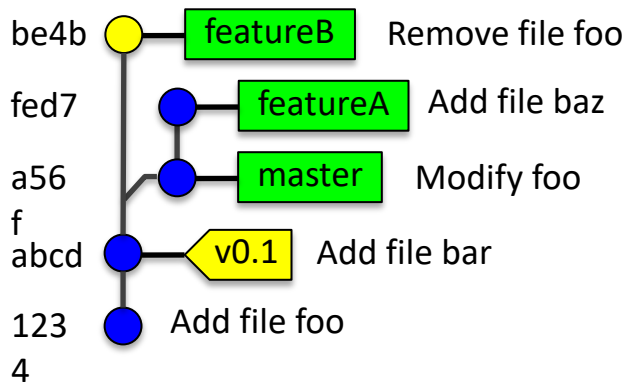 be4b featureB Remove file foo
fed7 featureA Add file baz
a56 master Modify foo
f
abcd v0.1 Add file bar
123 Add file foo
4